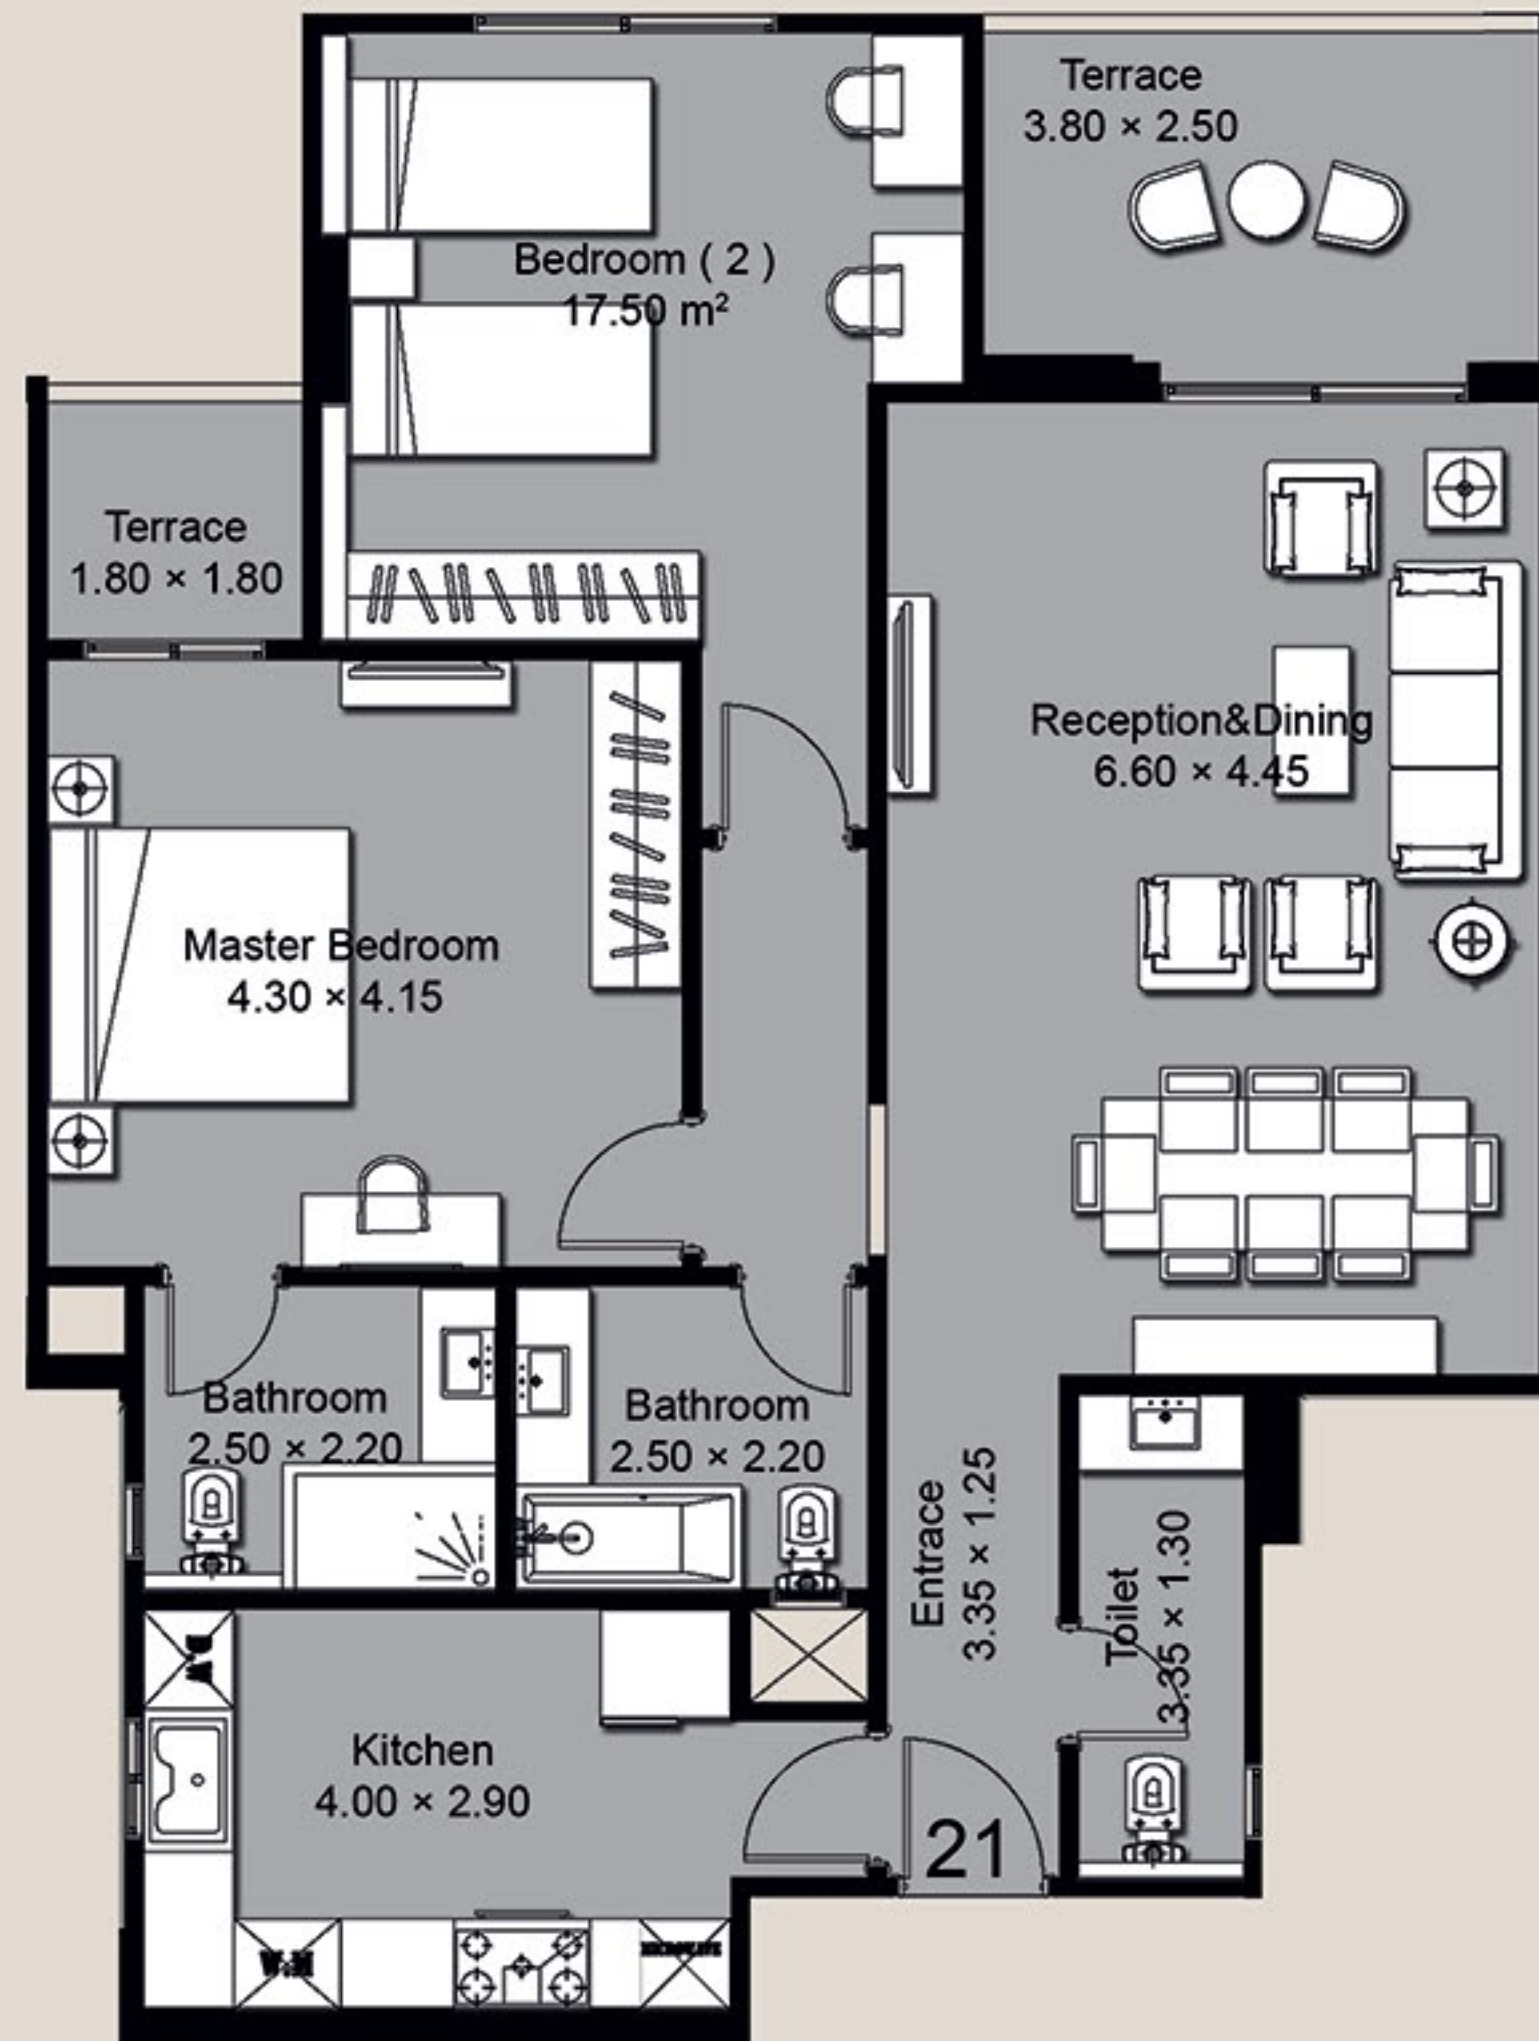 Terrace
3.80 × 2.50
Bedroom ( 2 )
17.50 m²
Terrace
1.80 × 1.80
Reception&Dining
6.60 × 4.45
Master Bedroom
4.30 × 4.15
Bathroom
2.50 × 2.20
Bathroom
2.50 × 2.20
Entrace
3.35 × 1.25
Toilet
3.35 × 1.30
D.W
Kitchen
4.00 × 2.90
21
W.M